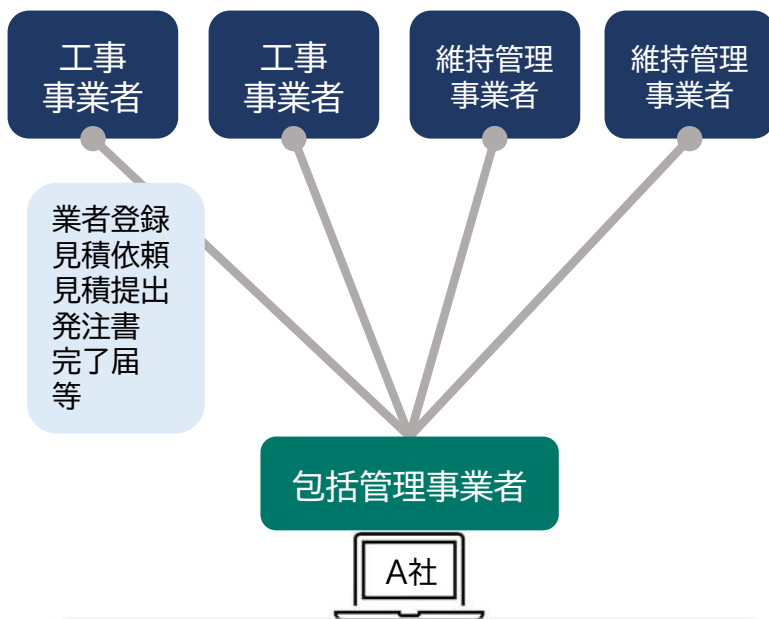 工事
事業者
工事
事業者
維持管理
事業者
維持管理
事業者
業者登録
見積依頼
見積提出
発注書
完了届
等
包括管理事業者
A社